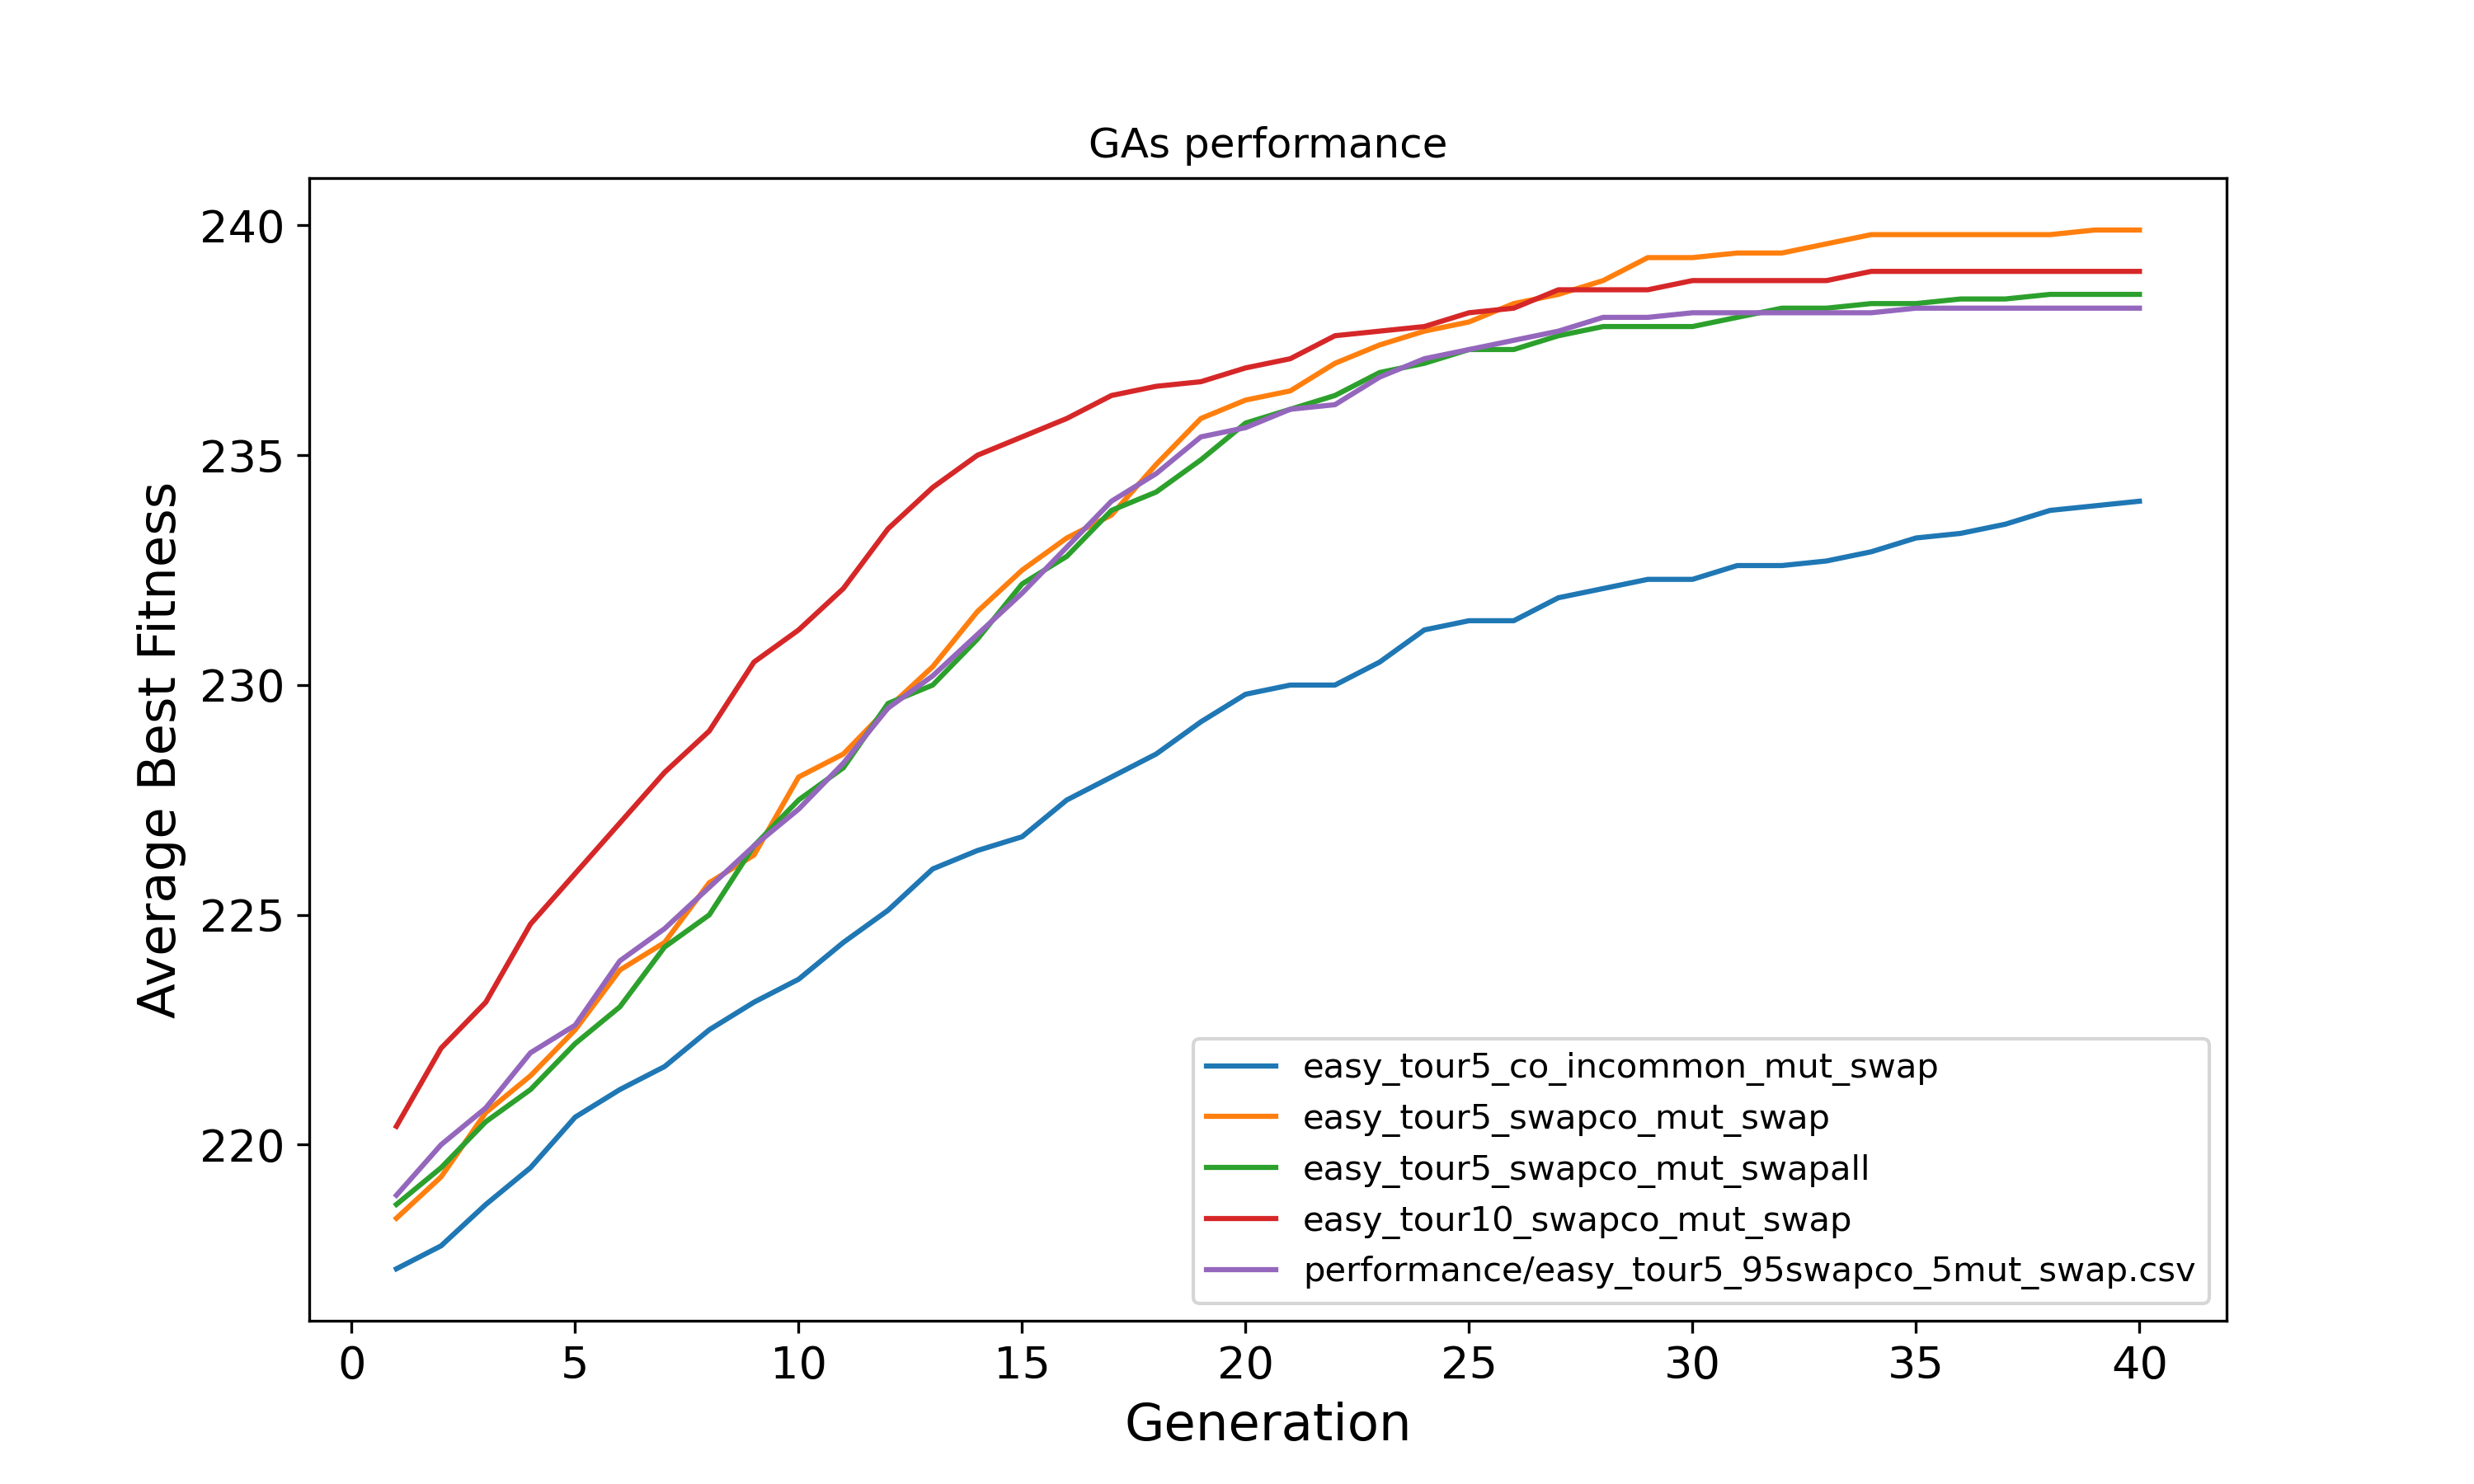 GAs performance
240
235
230
225
220
Average Best Fitness
easy_tour5_co_incommon_mut_swap
easy_tour5_swapco_mut_swap
easy_tour5_swapco_mut_swapall
easy_tour10_swapco_mut_swap
performance/easy_tour5_95swapco_5mut_swap.csv
0 5 10 15 20 25 30 35 40
Generation